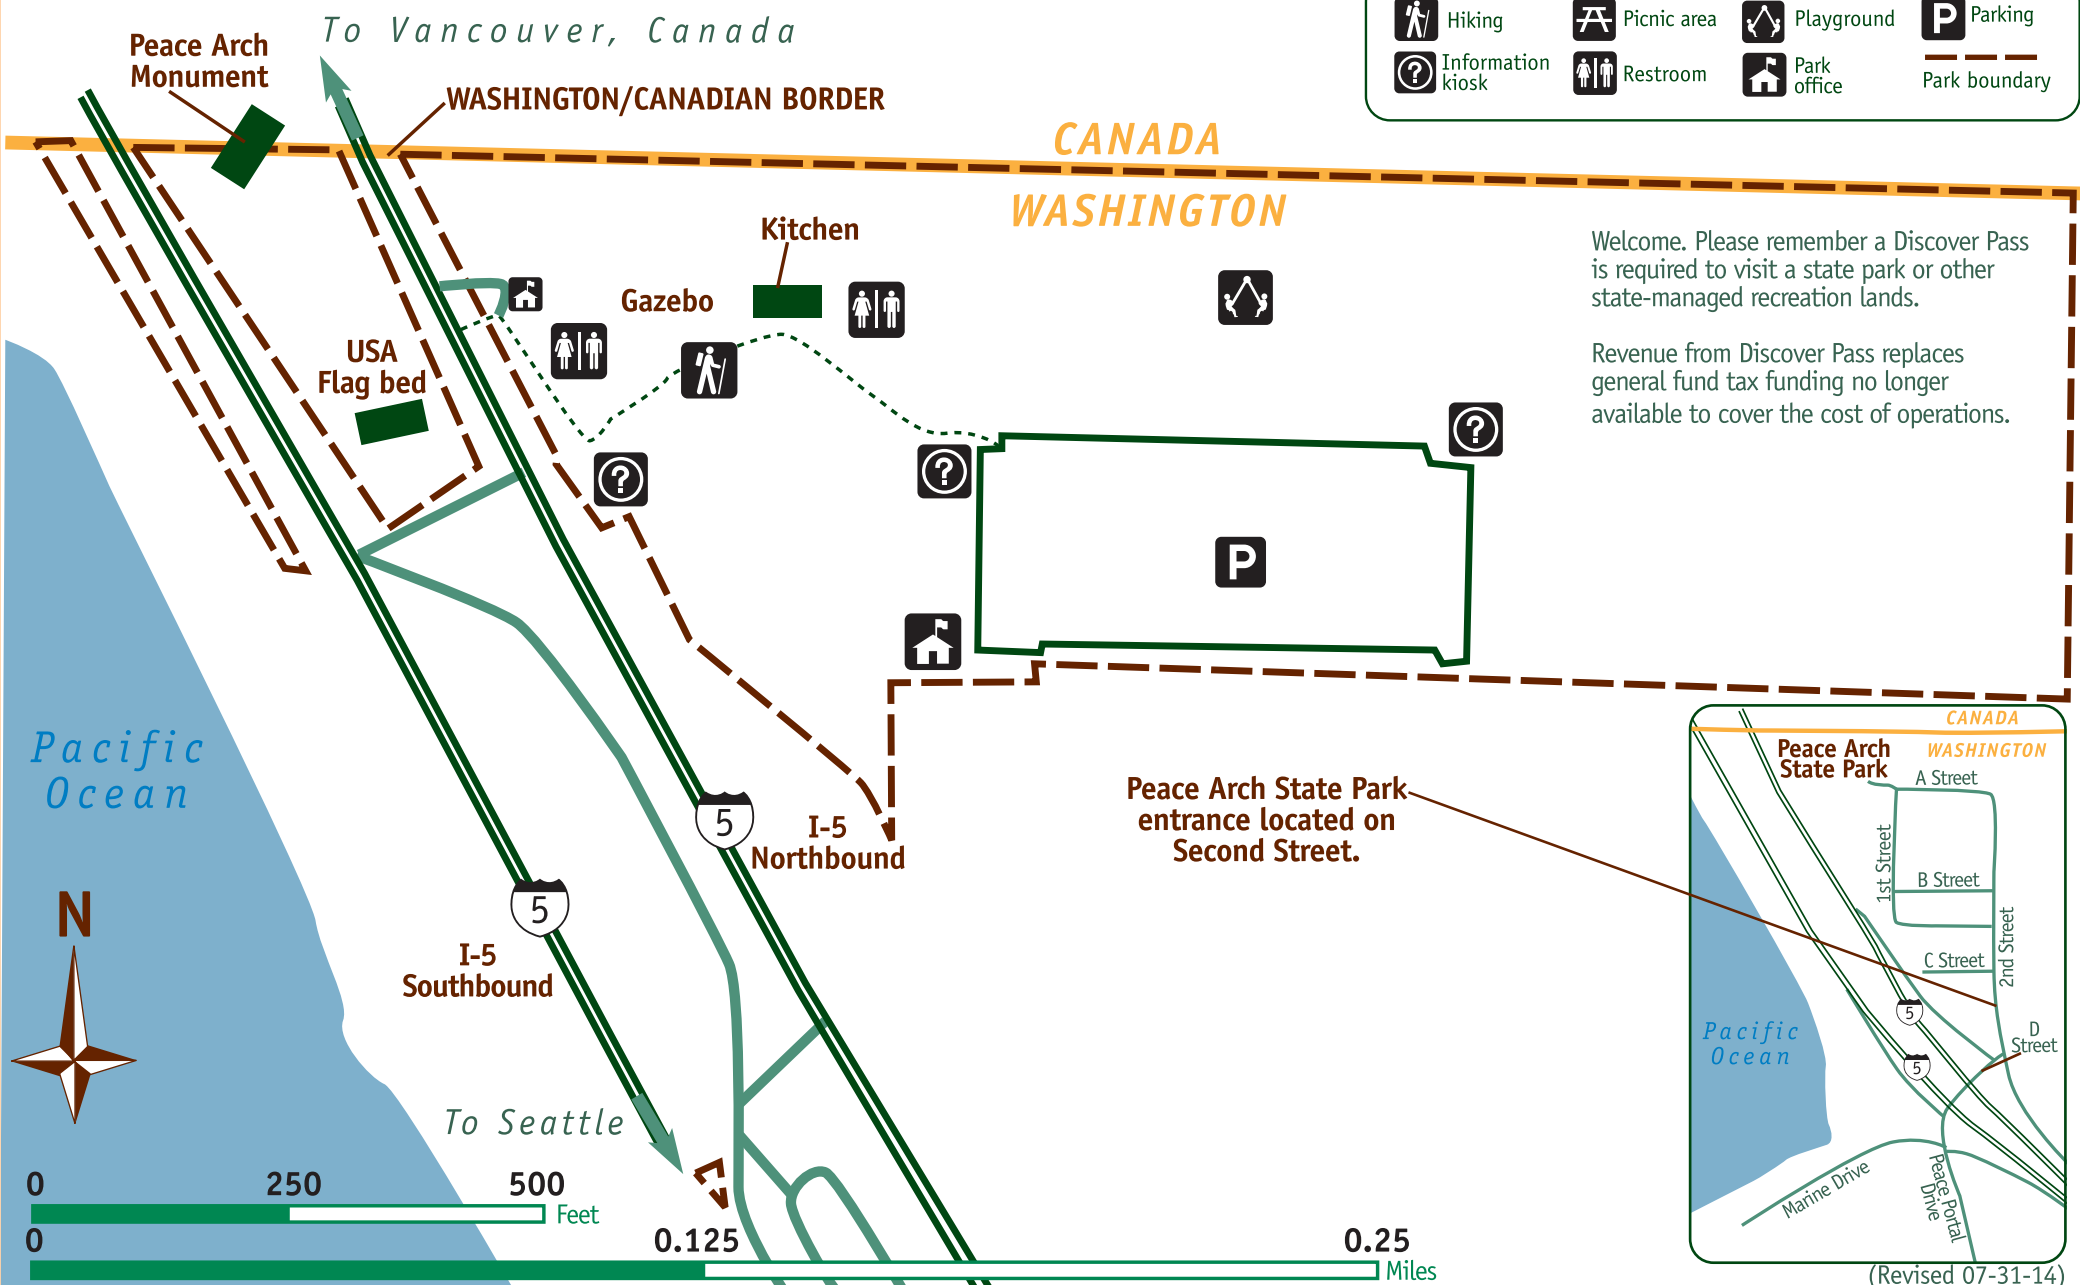 To Vancouver, Canada
Peace Arch
Monument
WASHINGTON/CANADIAN BORDER
Hiking
Picnic area
Playground
P
Parking
?
Information
kiosk
Restroom
Park
office
Park boundary
CANADA
WASHINGTON
Kitchen
Gazebo
USA
Flag bed
Welcome. Please remember a Discover Pass
is required to visit a state park or other
state-managed recreation lands.
Revenue from Discover Pass replaces
general fund tax funding no longer
available to cover the cost of operations.
?
?
?
P
Pacific
Ocean
Peace Arch State Park
entrance located on
Second Street.
5
I-5
Northbound
5
I-5
Southbound
N
To Seattle
0
250
500
Feet
0
0.125
0.25
Miles
CANADA
WASHINGTON
Peace Arch
State Park
A Street
1st Street
B Street
2nd Street
C Street
D
Street
5
5
Pacific
Ocean
Marine Drive
Peace Portal
Drive
(Revised 07-31-14)